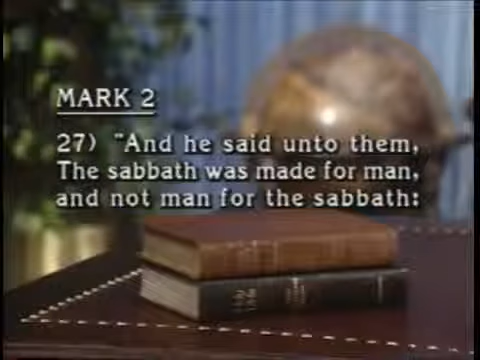 MARK 2
27) "And he said unto them,
The sabbath was made for man,
and not man for the sabbath: